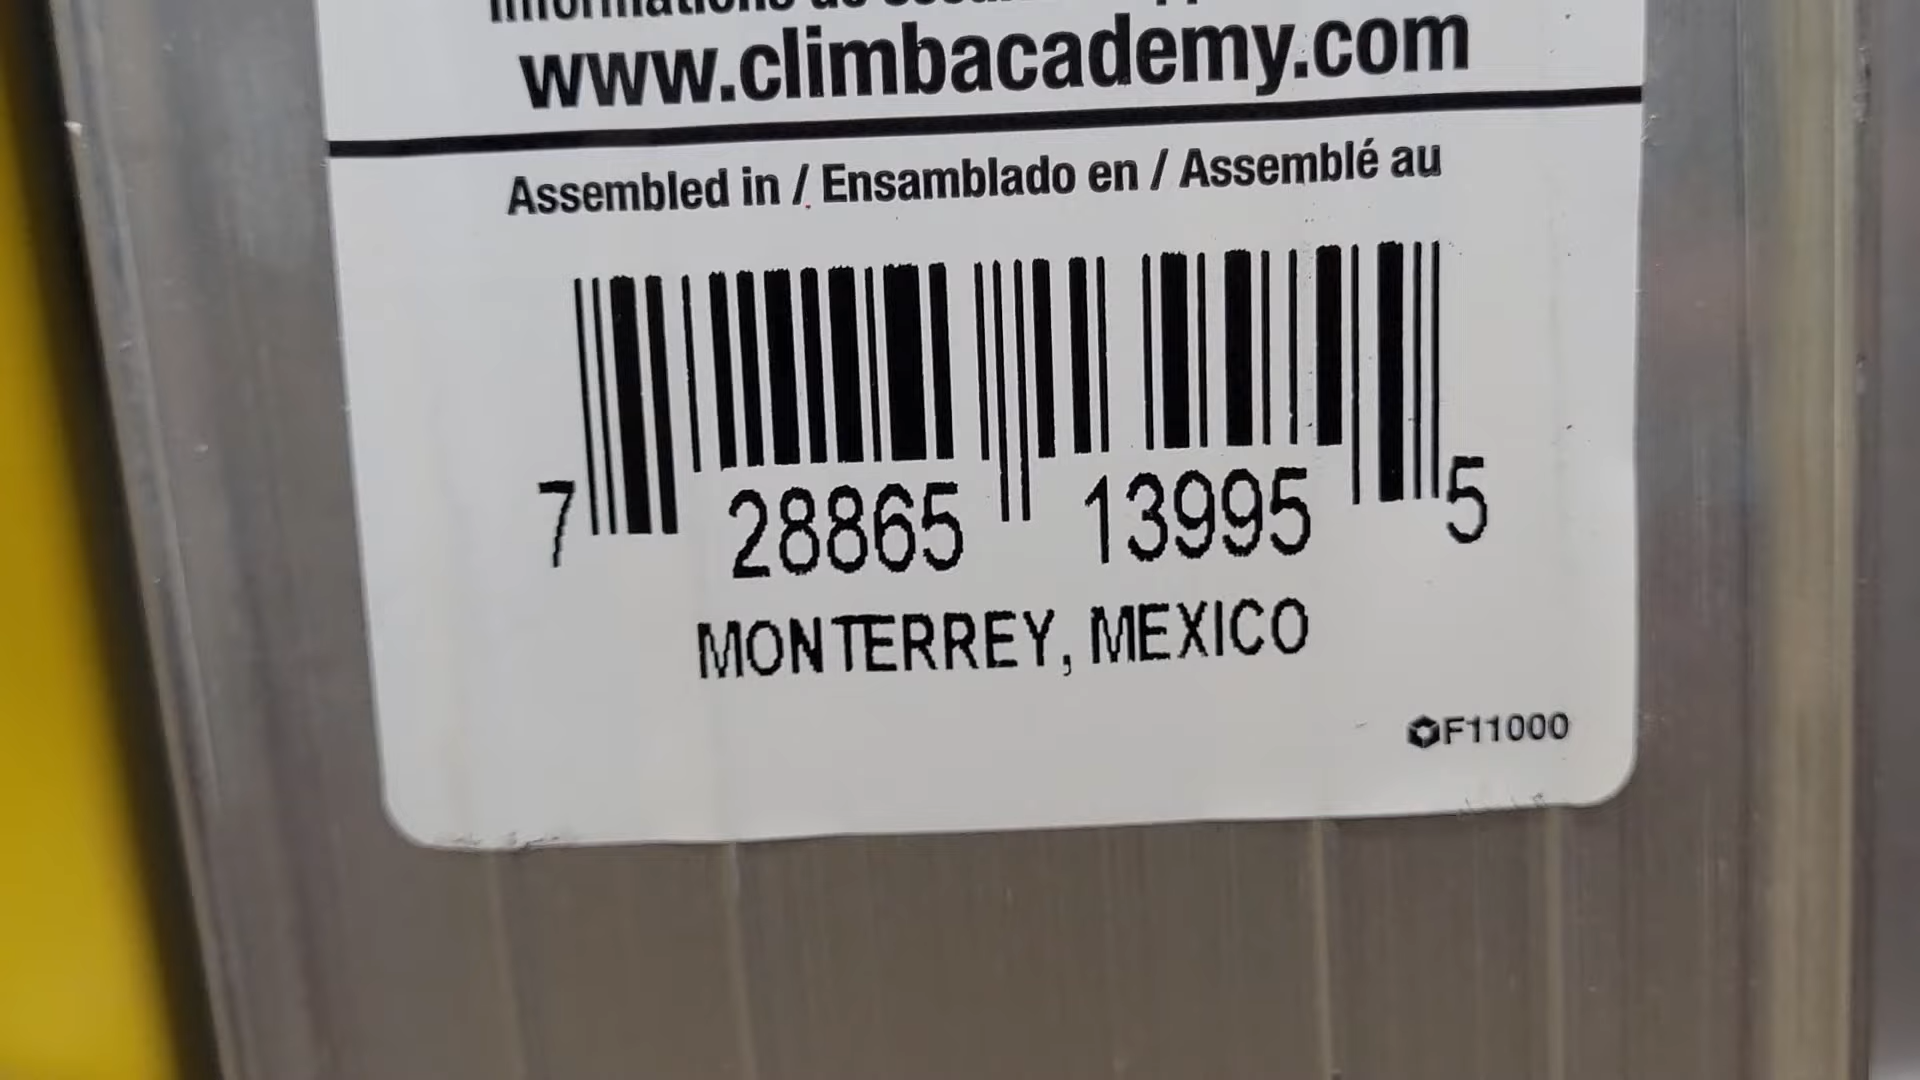 www.climbacademy.com
Assembled in / Ensamblado en / Assemblé au
7 28865 13995 5
MONTERREY, MEXICO
F11000